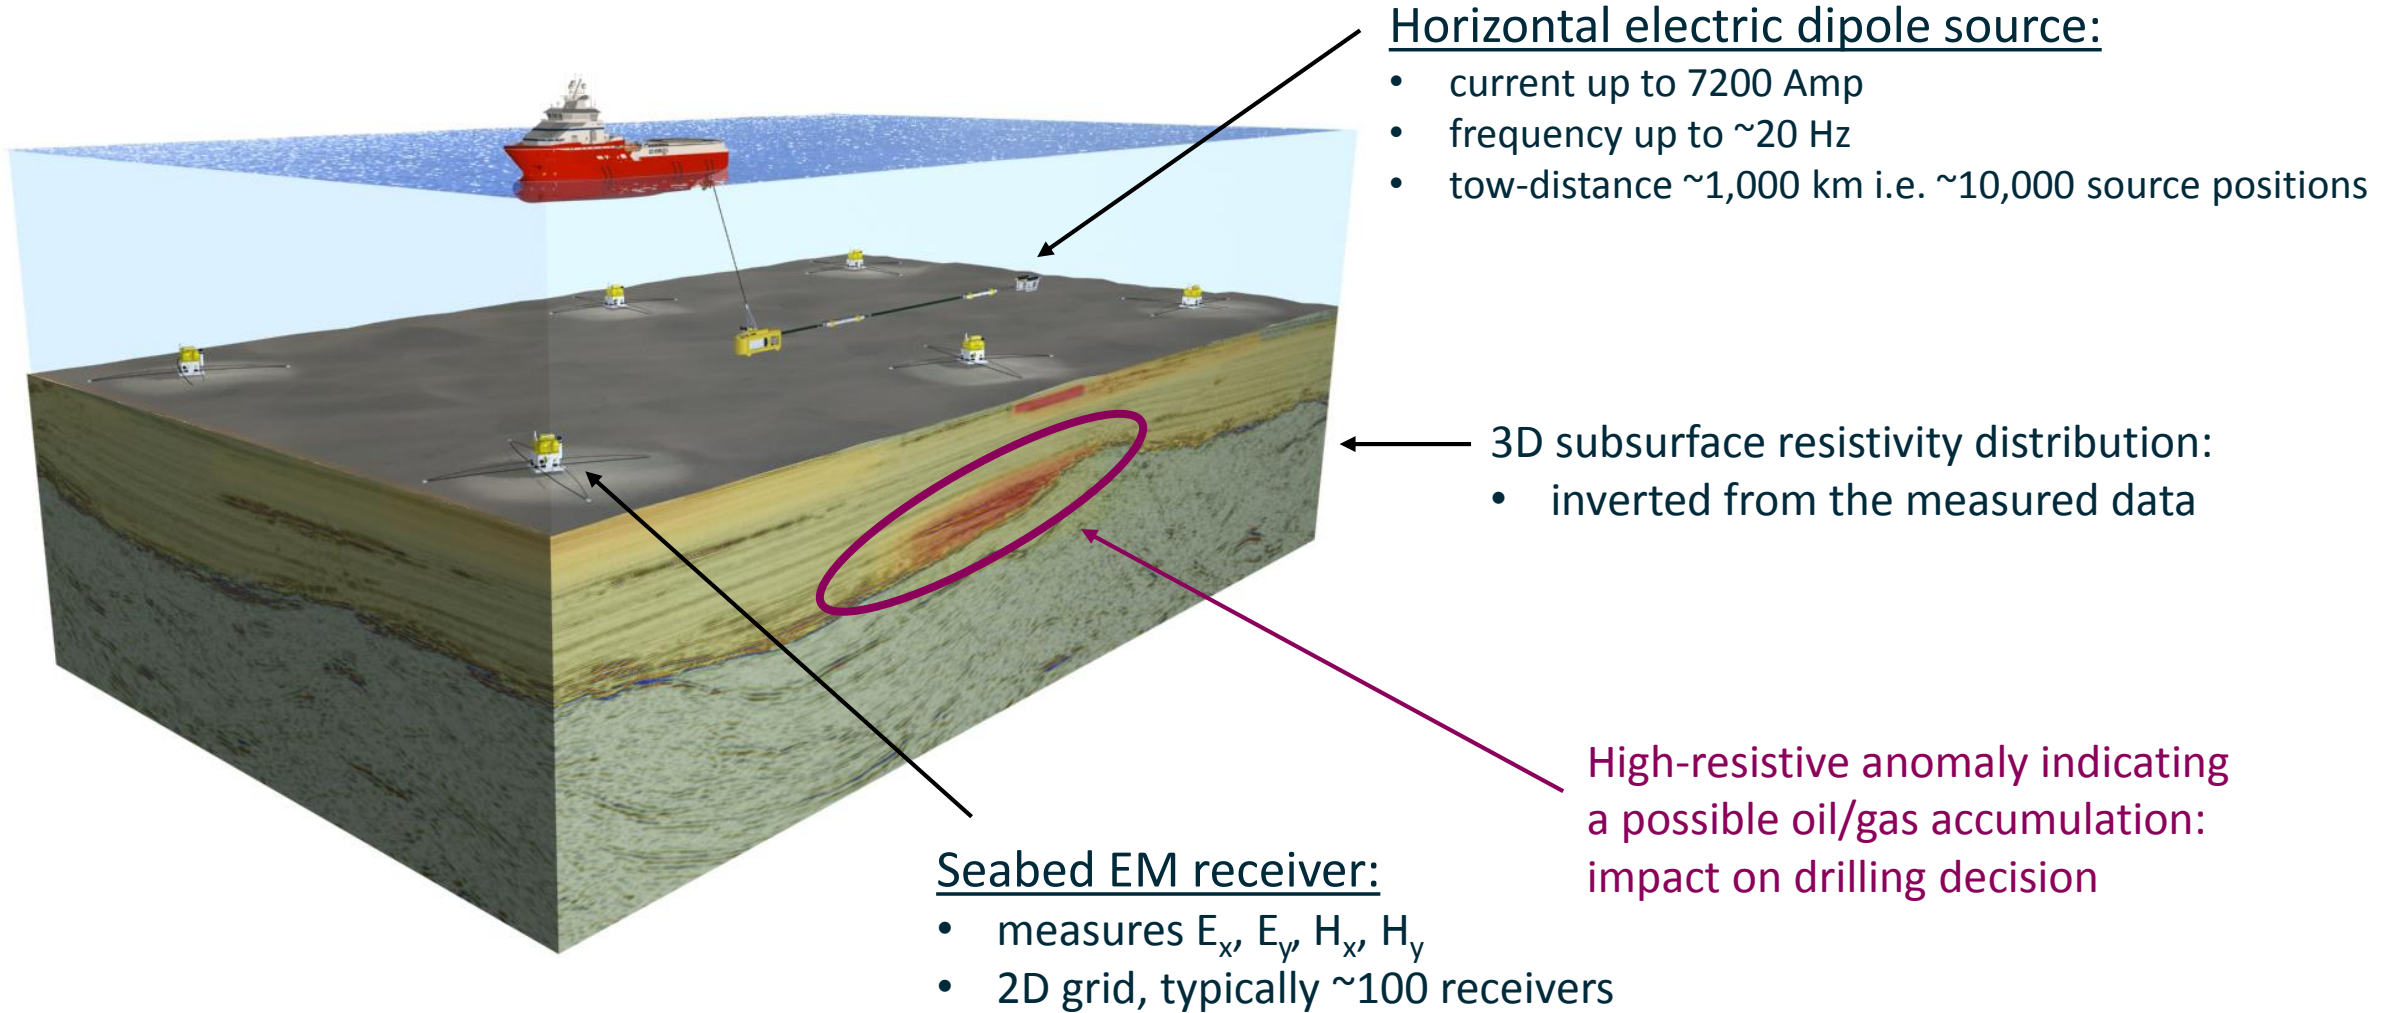 Horizontal electric dipole source:
• current up to 7200 Amp
• frequency up to ~20 Hz
• tow-distance ~1,000 km i.e. ~10,000 source positions
3D subsurface resistivity distribution:
• inverted from the measured data
High-resistive anomaly indicating
a possible oil/gas accumulation:
impact on drilling decision
Seabed EM receiver:
• measures Ex, Ey, Hx, Hy
• 2D grid, typically ~100 receivers